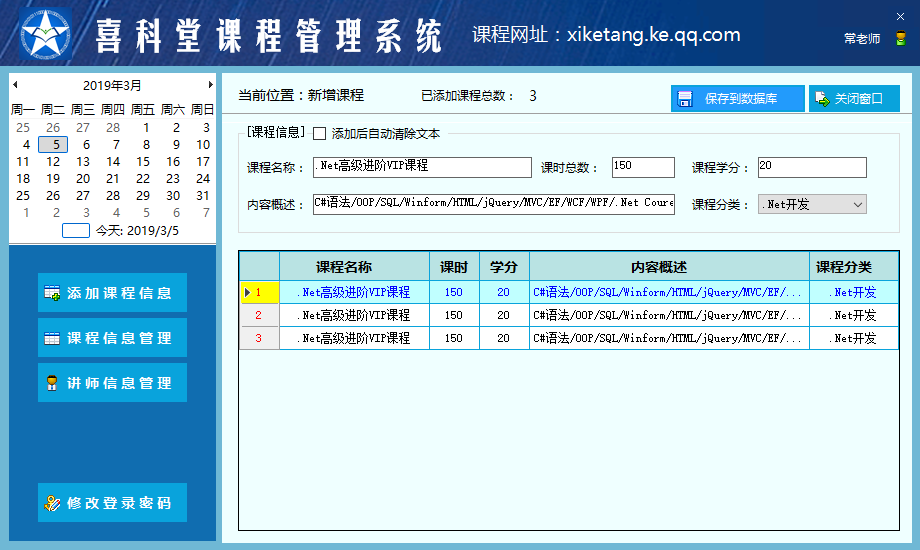 喜科堂课程管理系统
课程网址：xiketang.ke.qq.com
常老师
2019年3月
周一 周二 周三 周四 周五 周六 周日
25 26 27 28 1 2 3
4 5 6 7 8 9 10
11 12 13 14 15 16 17
18 19 20 21 22 23 24
25 26 27 28 29 30 31
1 2 3 4 5 6 7
今天: 2019/3/5
添加课程信息
课程信息管理
讲师信息管理
修改登录密码
当前位置：新增课程 已添加课程总数： 3 保存到数据库 关闭窗口
[课程信息] 添加后自动清除文本
课程名称： .Net高级进阶VIP课程 课时总数： 150 课程学分： 20
内容概述： C#语法/OOP/SQL/Winform/HTML/jQuery/MVC/EF/WCF/WPF/.Net Coure 课程分类： .Net开发
课程名称 课时 学分 内容概述 课程分类
1 .Net高级进阶VIP课程 150 20 C#语法/OOP/SQL/Winform/HTML/jQuery/MVC/EF/... .Net开发
2 .Net高级进阶VIP课程 150 20 C#语法/OOP/SQL/Winform/HTML/jQuery/MVC/EF/... .Net开发
3 .Net高级进阶VIP课程 150 20 C#语法/OOP/SQL/Winform/HTML/jQuery/MVC/EF/... .Net开发